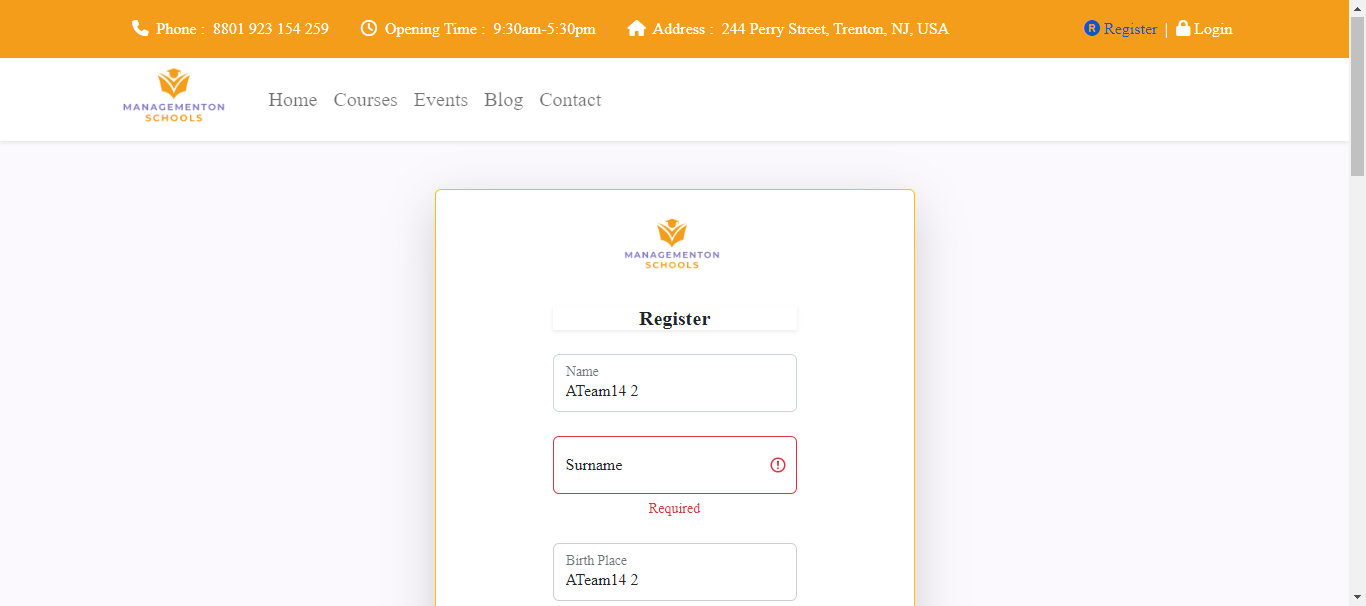 Phone : 8801 923 154 259 Opening Time : 9:30am-5:30pm Address : 244 Perry Street, Trenton, NJ, USA R Register | Login
MANAGEMENTON
SCHOOLS
Home Courses Events Blog Contact
MANAGEMENTON
SCHOOLS
Register
Name
ATeam14 2
Surname
Required
Birth Place
ATeam14 2